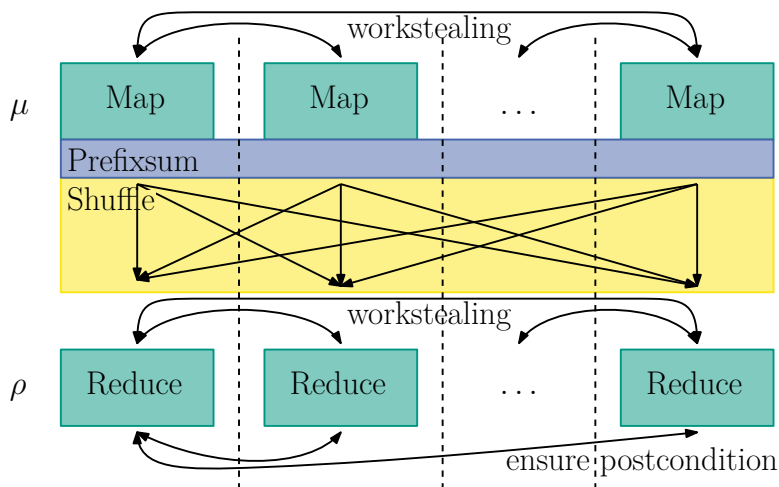 workstealing
μ Map Map ... Map
Prefixsum
Shuffle
workstealing
ρ Reduce Reduce ... Reduce
ensure postcondition